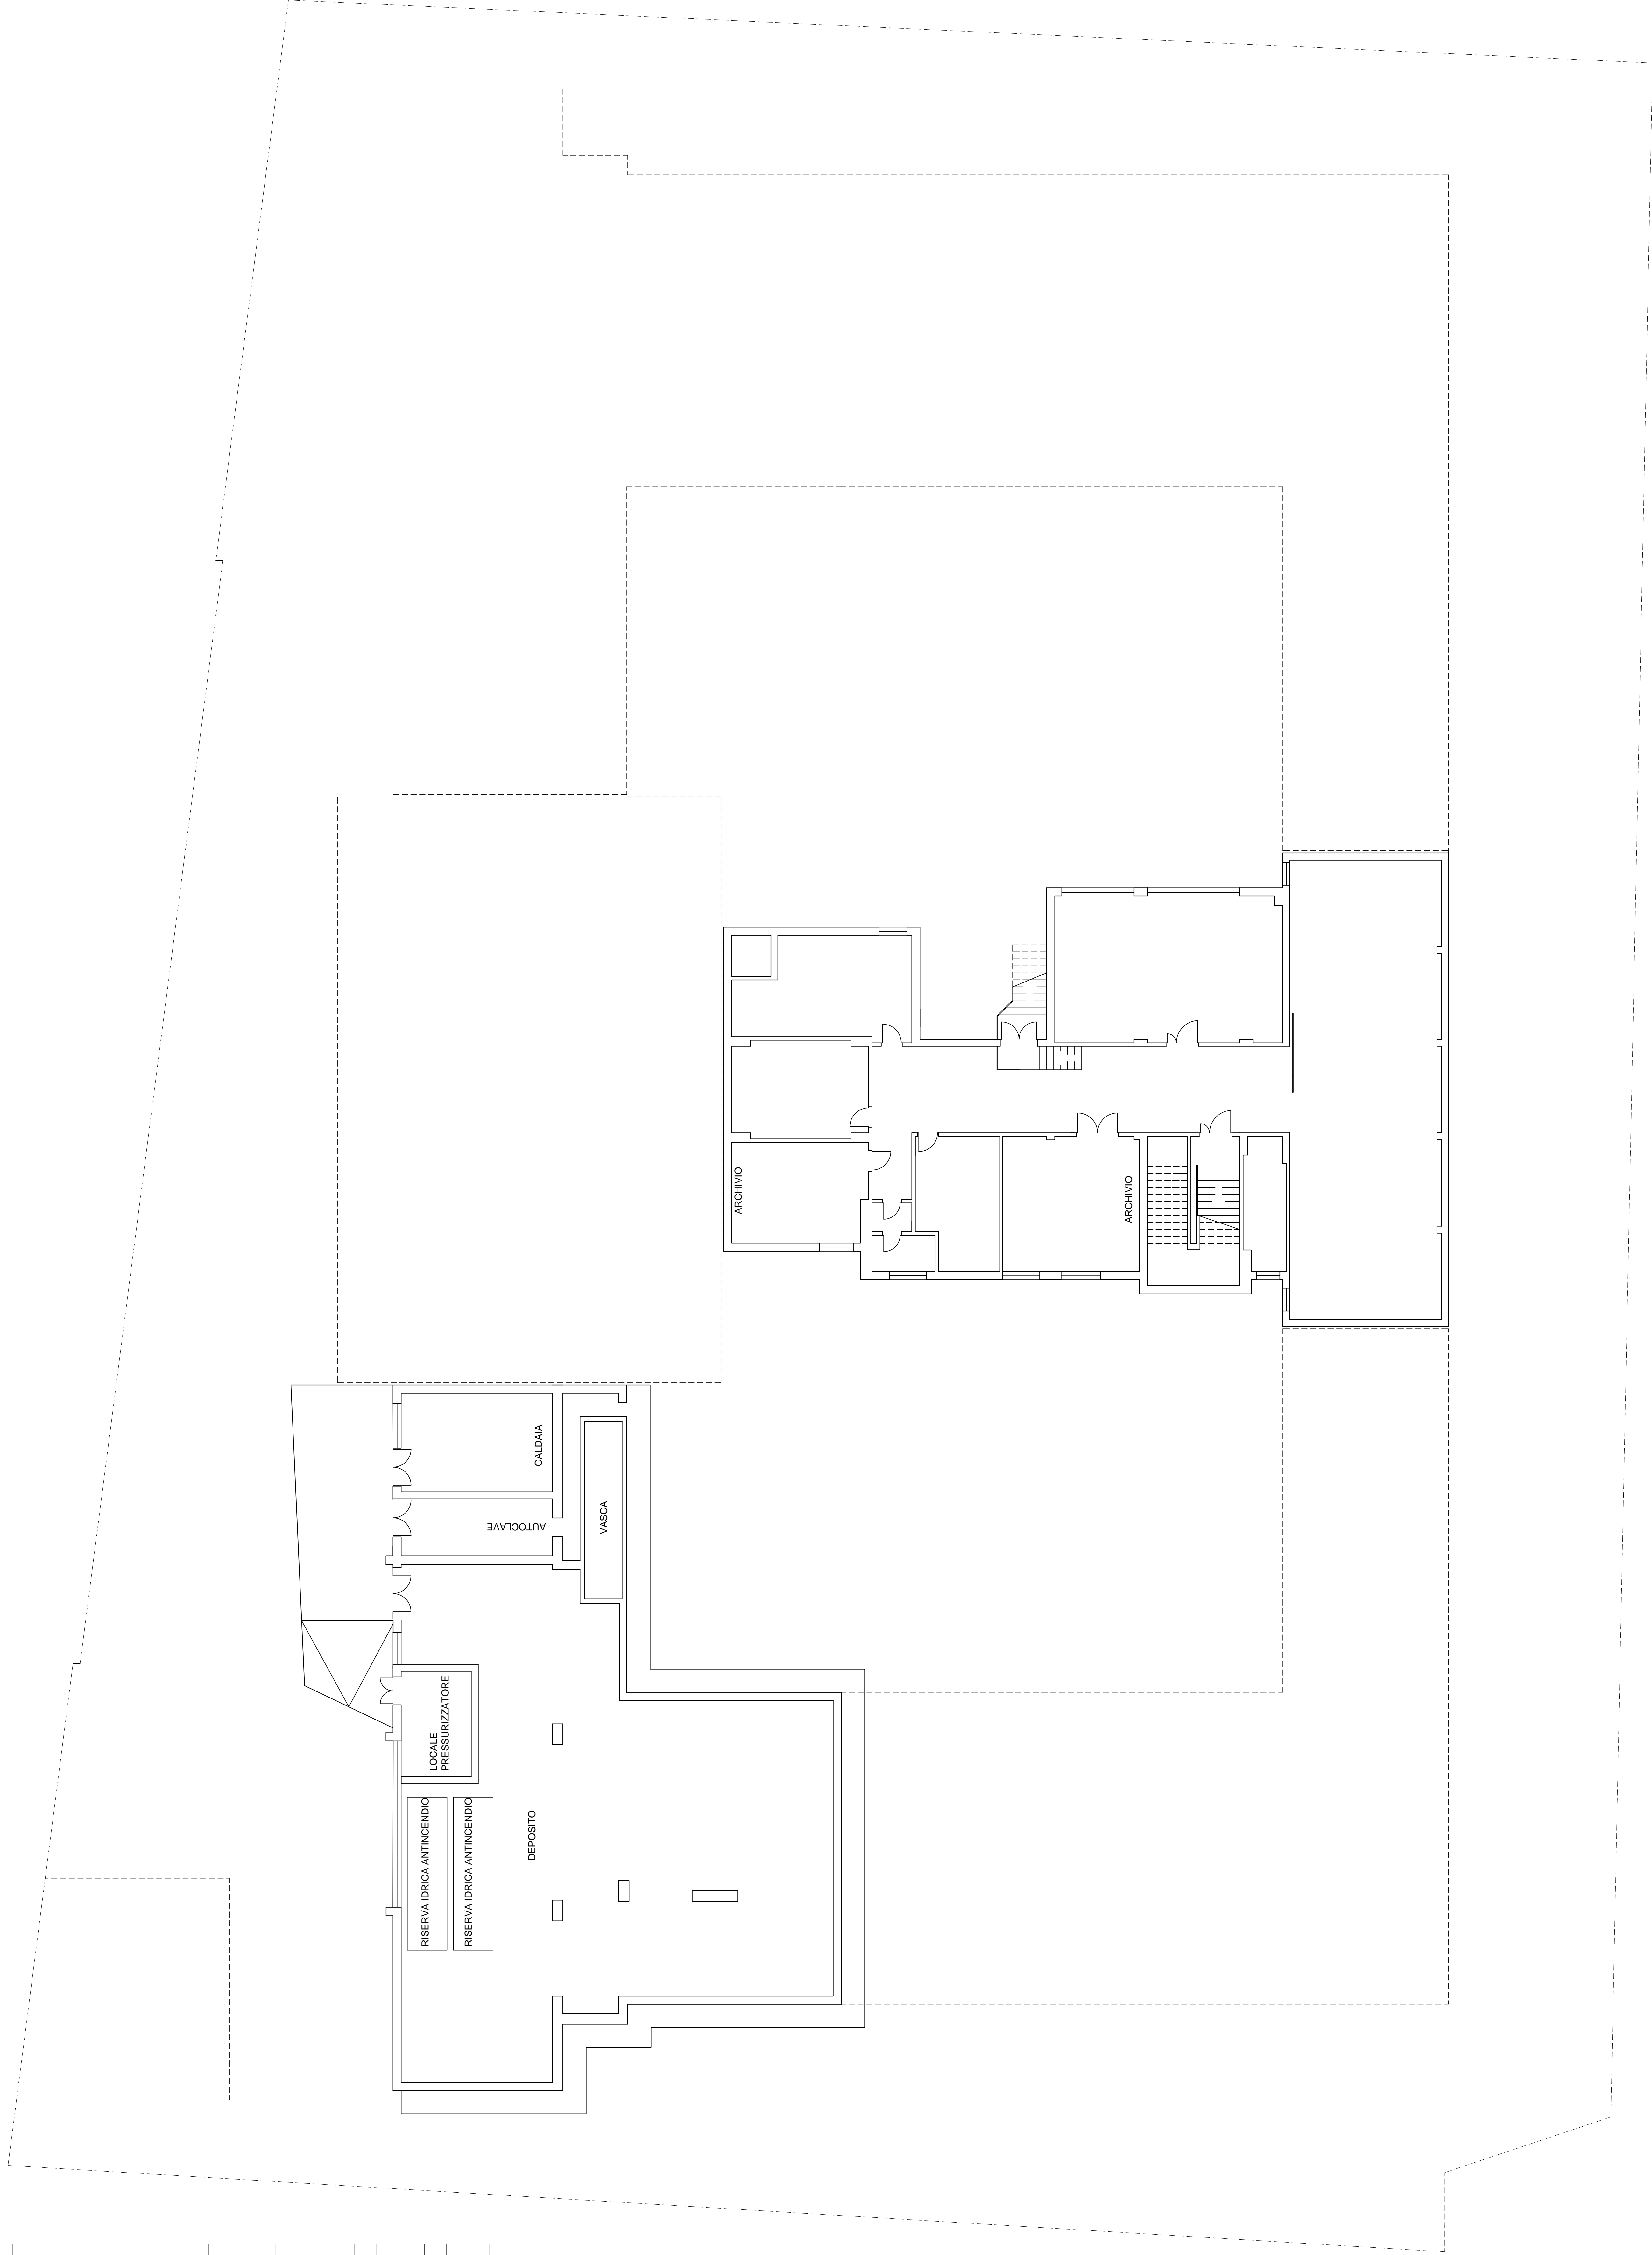 ARCHIVIO
ARCHIVIO
CALDAIA
VASCA
AUTOCLAVE
LOCALE
PRESSURIZZATORE
RISERVA IDRICA ANTINCENDIO
RISERVA IDRICA ANTINCENDIO
DEPOSITO